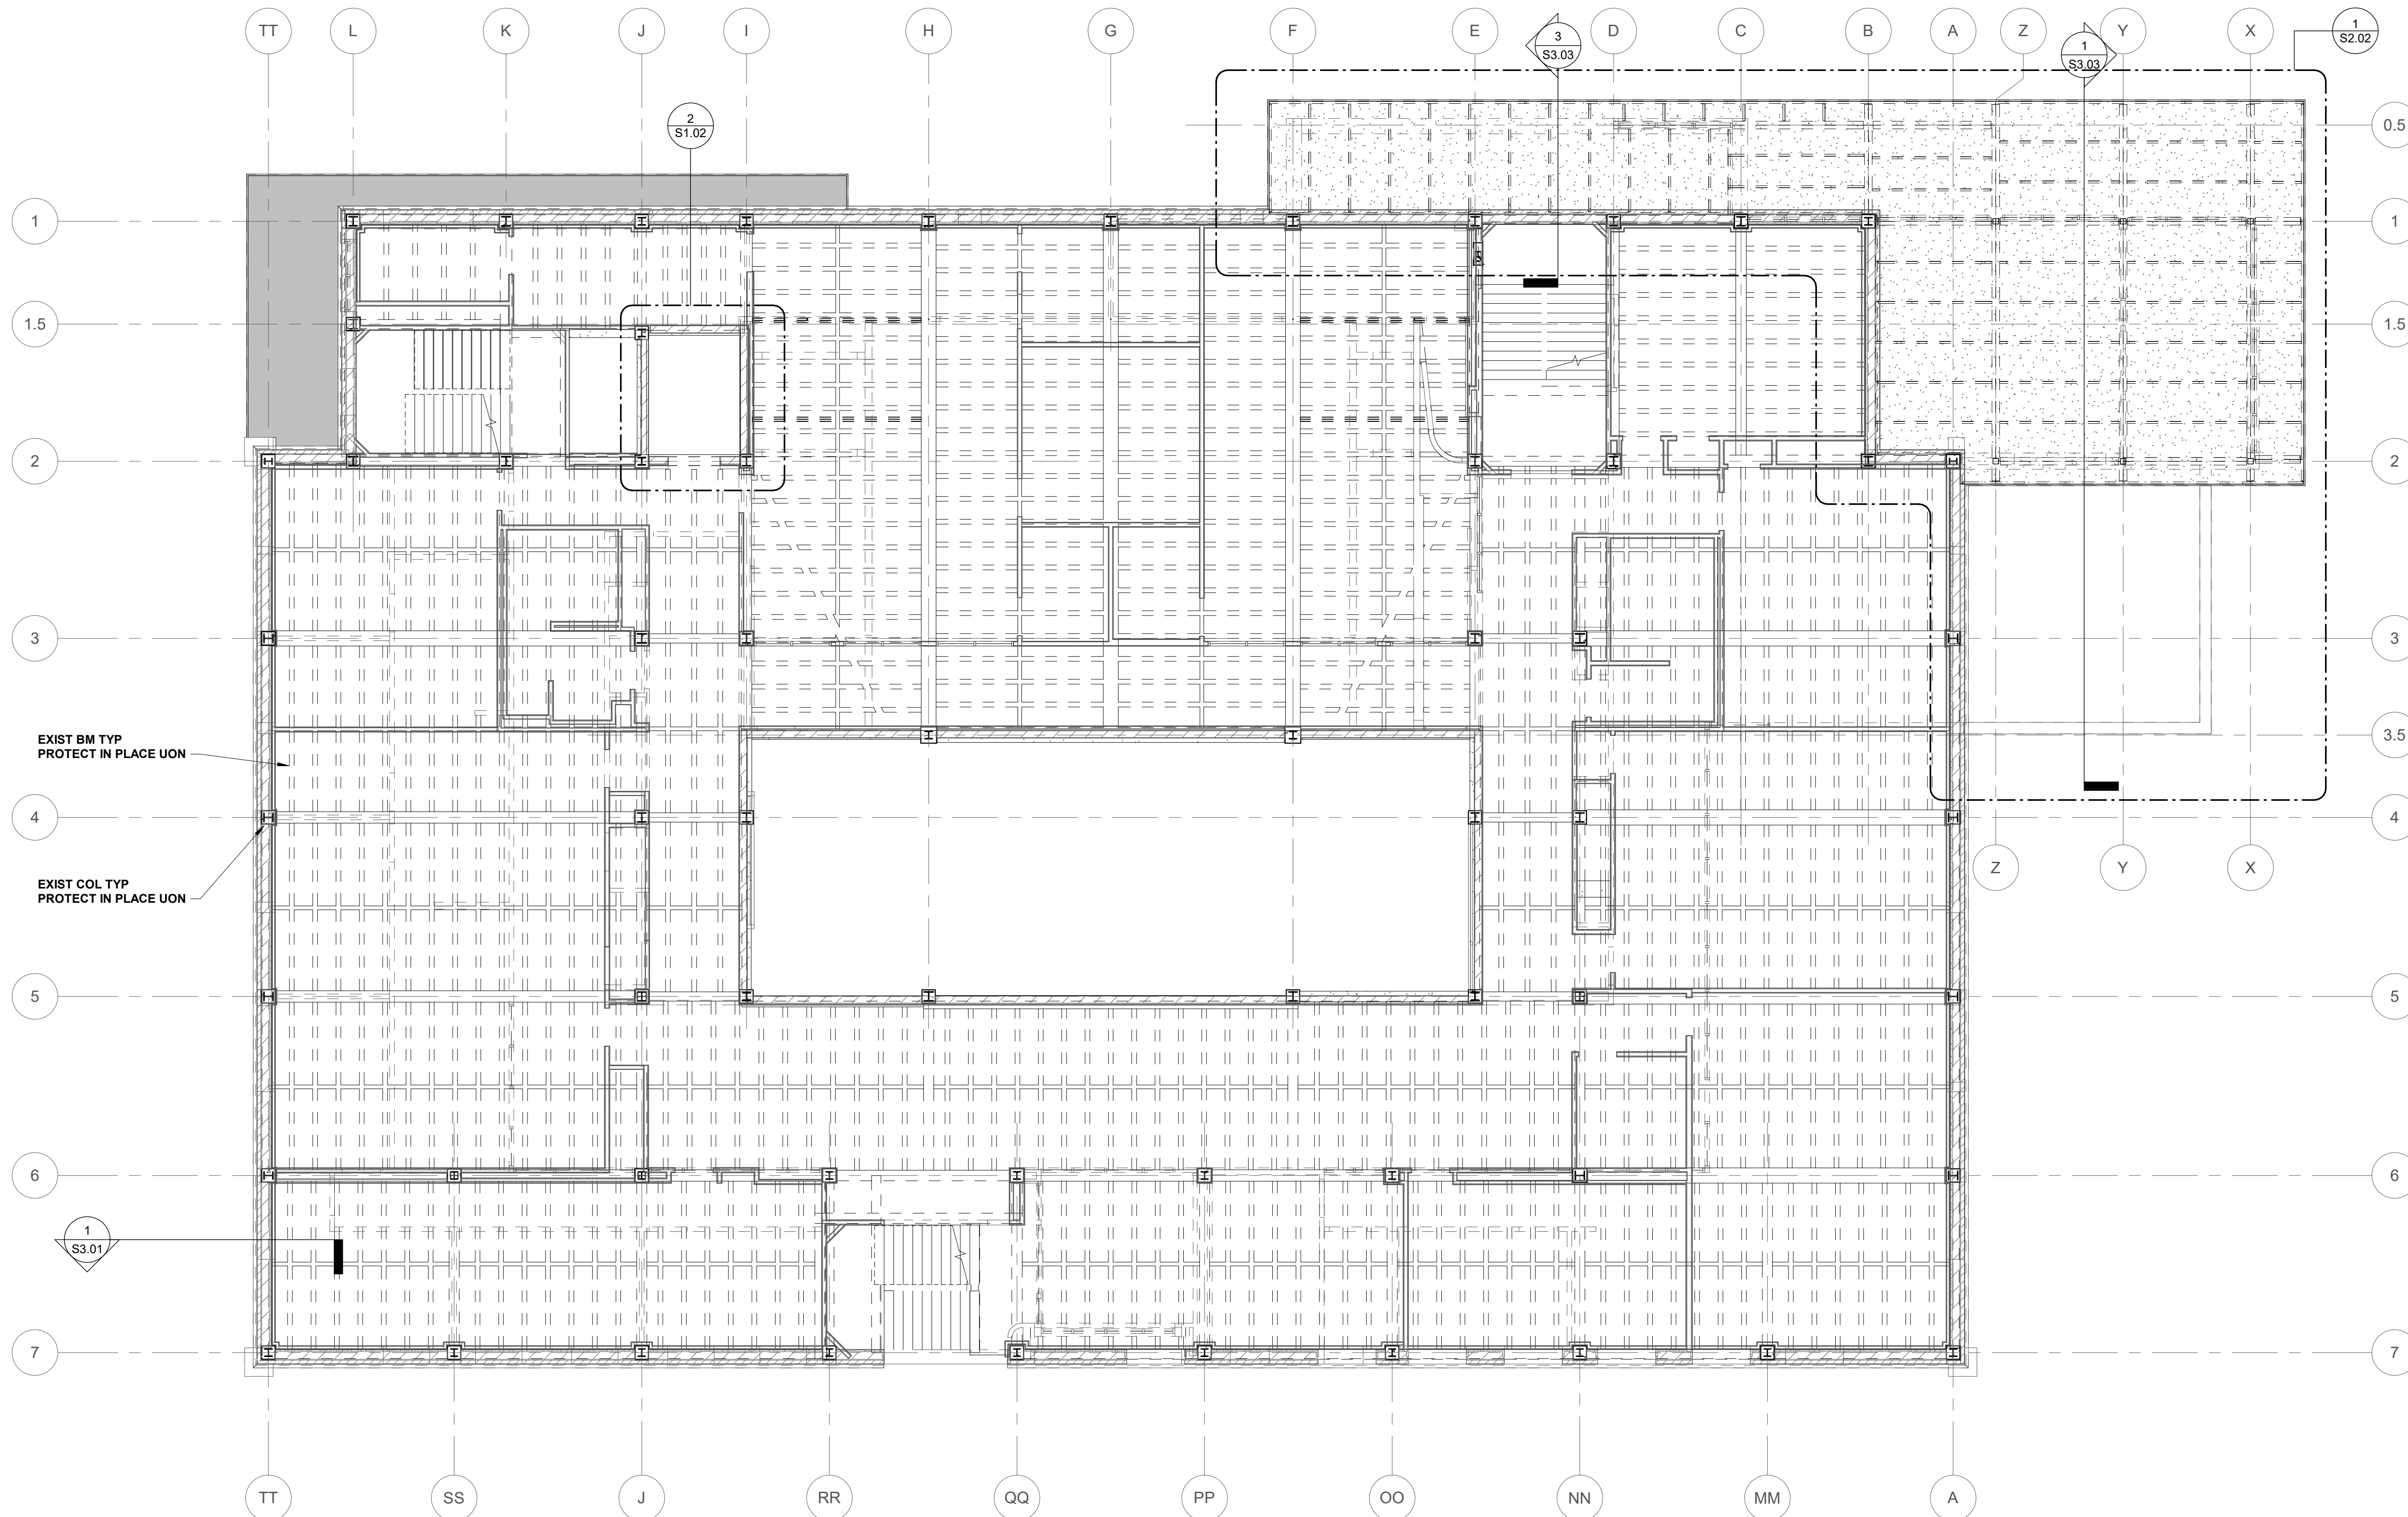 TT
L
K
J
I
H
G
F
E
D
C
B
A
Z
Y
X
3
S3.03
1
S3.03
1
S2.02
2
S1.02
0.5
1
1
1.5
1.5
2
2
3
3
EXIST BM TYP
PROTECT IN PLACE UON
3.5
4
4
EXIST COL TYP
PROTECT IN PLACE UON
Z
Y
X
5
5
6
6
1
S3.01
7
7
TT
SS
J
RR
QQ
PP
OO
NN
MM
A